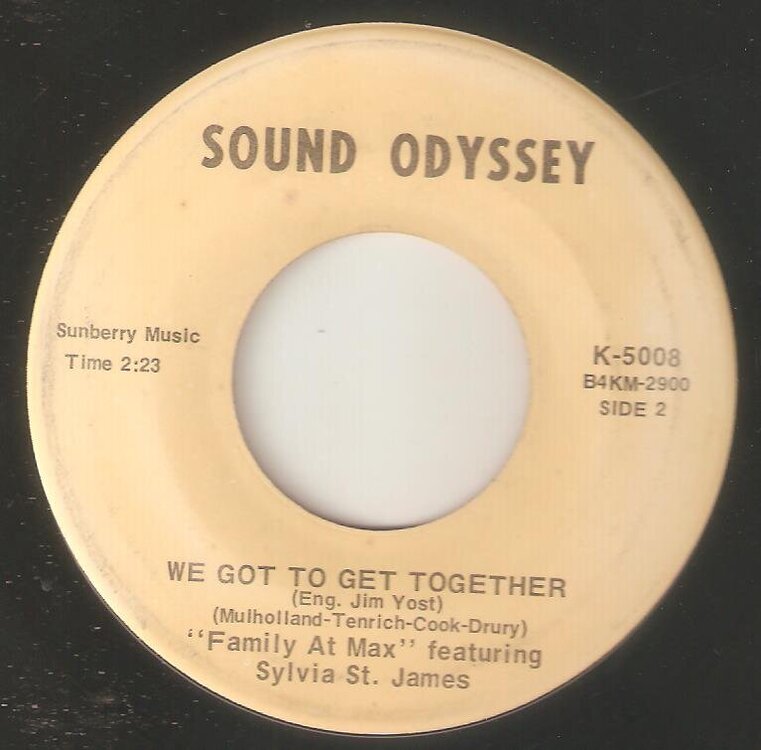 SOUND ODYSSEY
Sunberry Music
Time 2:23
K-5008
B4KM-2900
SIDE 2
WE GOT TO GET TOGETHER
(Eng. Jim Yost)
(Mulholland-Tenrich-Cook-Drury)
“Family At Max” featuring
Sylvia St. James